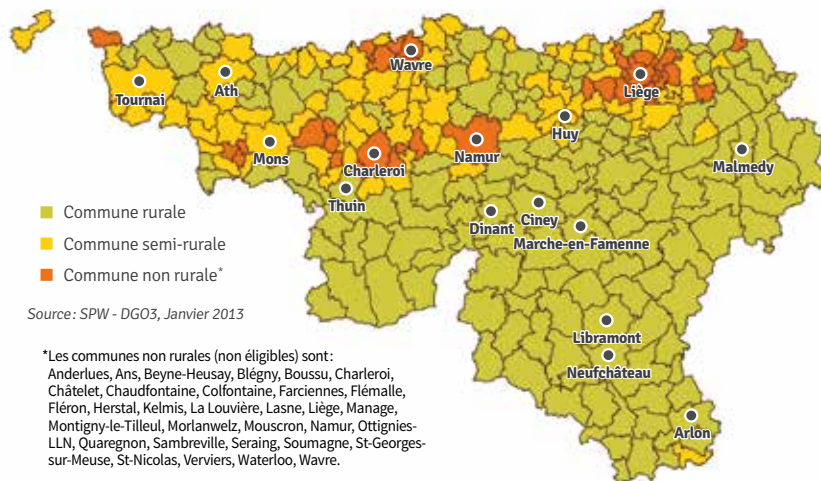 Wavre
Tournai
Ath
Liège
Huy
Mons
Charleroi
Namur
Malmedy
Thuin
Dinant
Ciney
Marche-en-Famenne
Commune rurale
Commune semi-rurale
Commune non rurale*
Source : SPW - DGO3, Janvier 2013
Libramont
Neufchâteau
Arlon
*Les communes non rurales (non éligibles) sont :
Anderlues, Ans, Beyne-Heusay, Blégny, Boussu, Charleroi,
Châtelet, Chaudfontaine, Colfontaine, Farciennes, Flémalle,
Fléron, Herstal, Kelmis, La Louvière, Lasne, Liège, Manage,
Montigny-le-Tilleul, Morlanwelz, Mouscron, Namur, Ottignies-
LLN, Quaregnon, Sambreville, Seraing, Soumagne, St-Georges-
sur-Meuse, St-Nicolas, Verviers, Waterloo, Wavre.